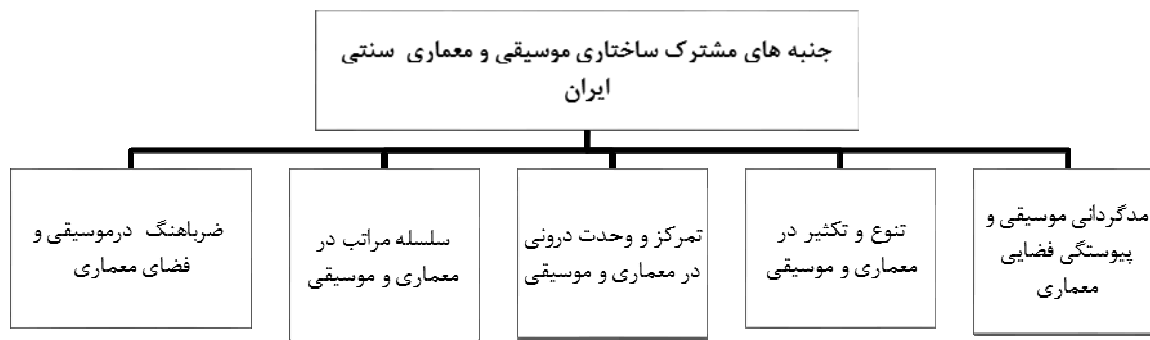 جنبه های مشترک ساختاری موسیقی و معماری سنتی
ایران
مدگردانی موسیقی و
پیوستگی فضایی
معماری
تنوع و تکثیر در
معماری و موسیقی
تمرکز و وحدت درونی
در معماری و موسیقی
سلسله مراتب در
معماری و موسیقی
ضرباهنگ درموسیقی و
فضای معماری